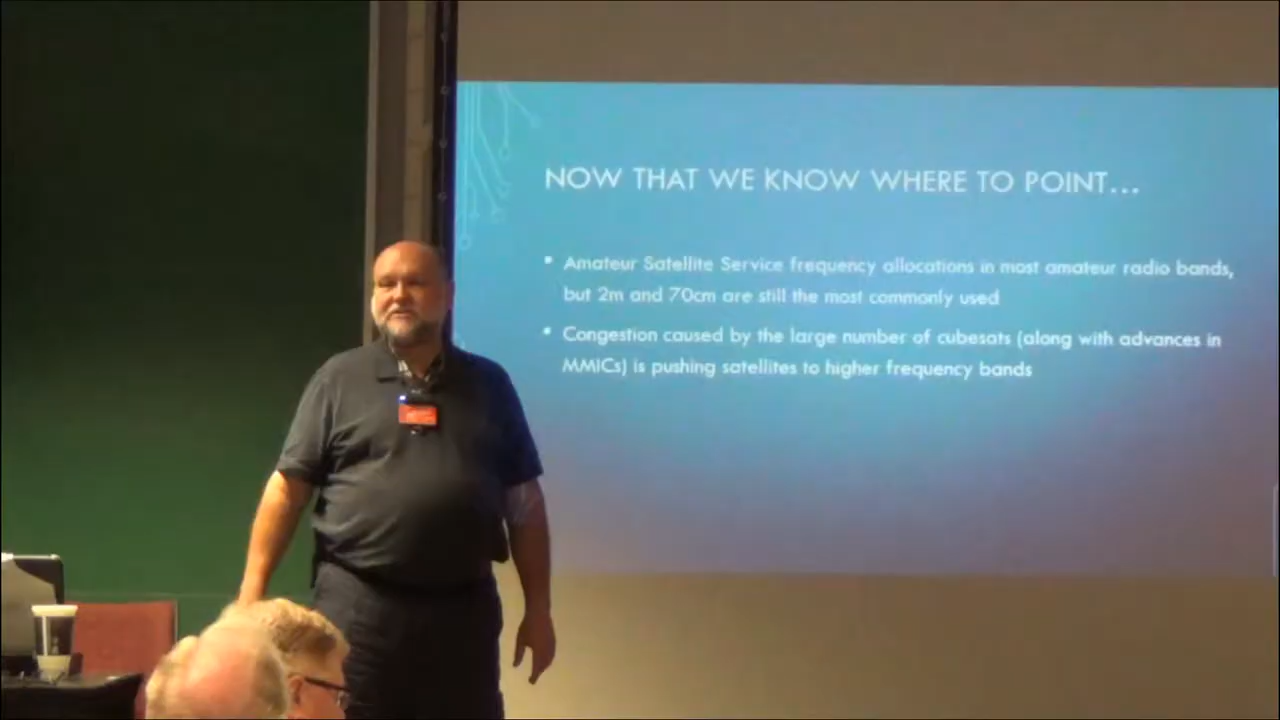 NOW THAT WE KNOW WHERE TO POINT...
• Amateur Satellite Service frequency allocations in most amateur radio bands,
but 2m and 70cm are still the most commonly used
• Congestion caused by the large number of cubesats (along with advances in
MMICs) is pushing satellites to higher frequency bands